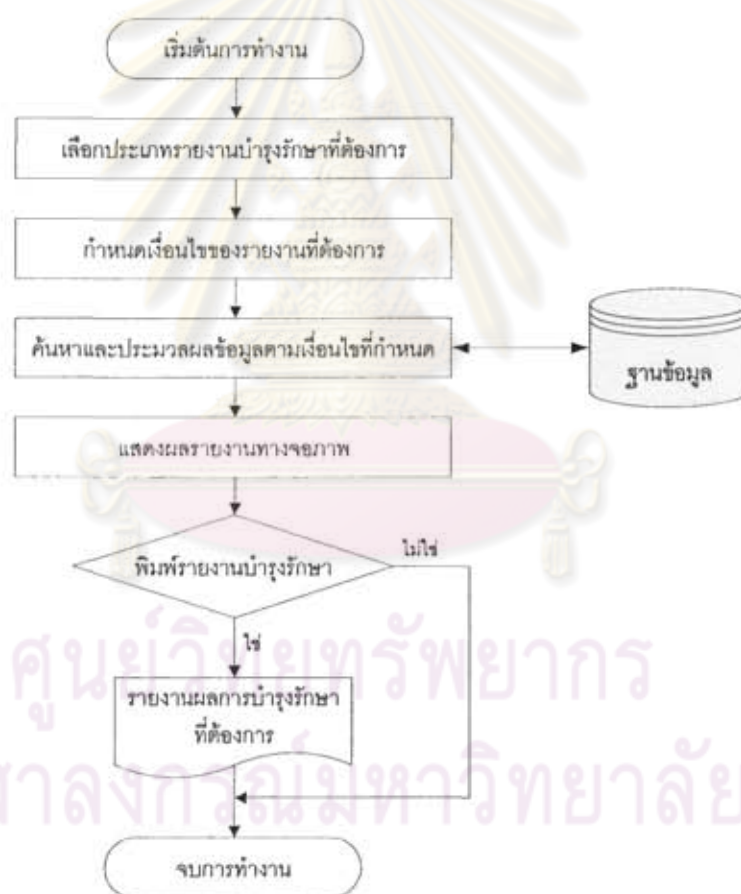 เริ่มต้นการทำงาน
เลือกประเภทรายงานบำรุงรักษาที่ต้องการ
กำหนดเงื่อนไขของรายงานที่ต้องการ
ค้นหาและประมวลผลข้อมูลตามเงื่อนไขที่กำหนด
ฐานข้อมูล
แสดงผลรายงานทางจอภาพ
พิมพ์รายงานบำรุงรักษา
ไม่ใช่
ใช่
รายงานผลการบำรุงรักษา
ที่ต้องการ
จบการทำงาน
ศูนย์วิทยทรัพยากร
าลงกรณ์มหาวิทยาลัย